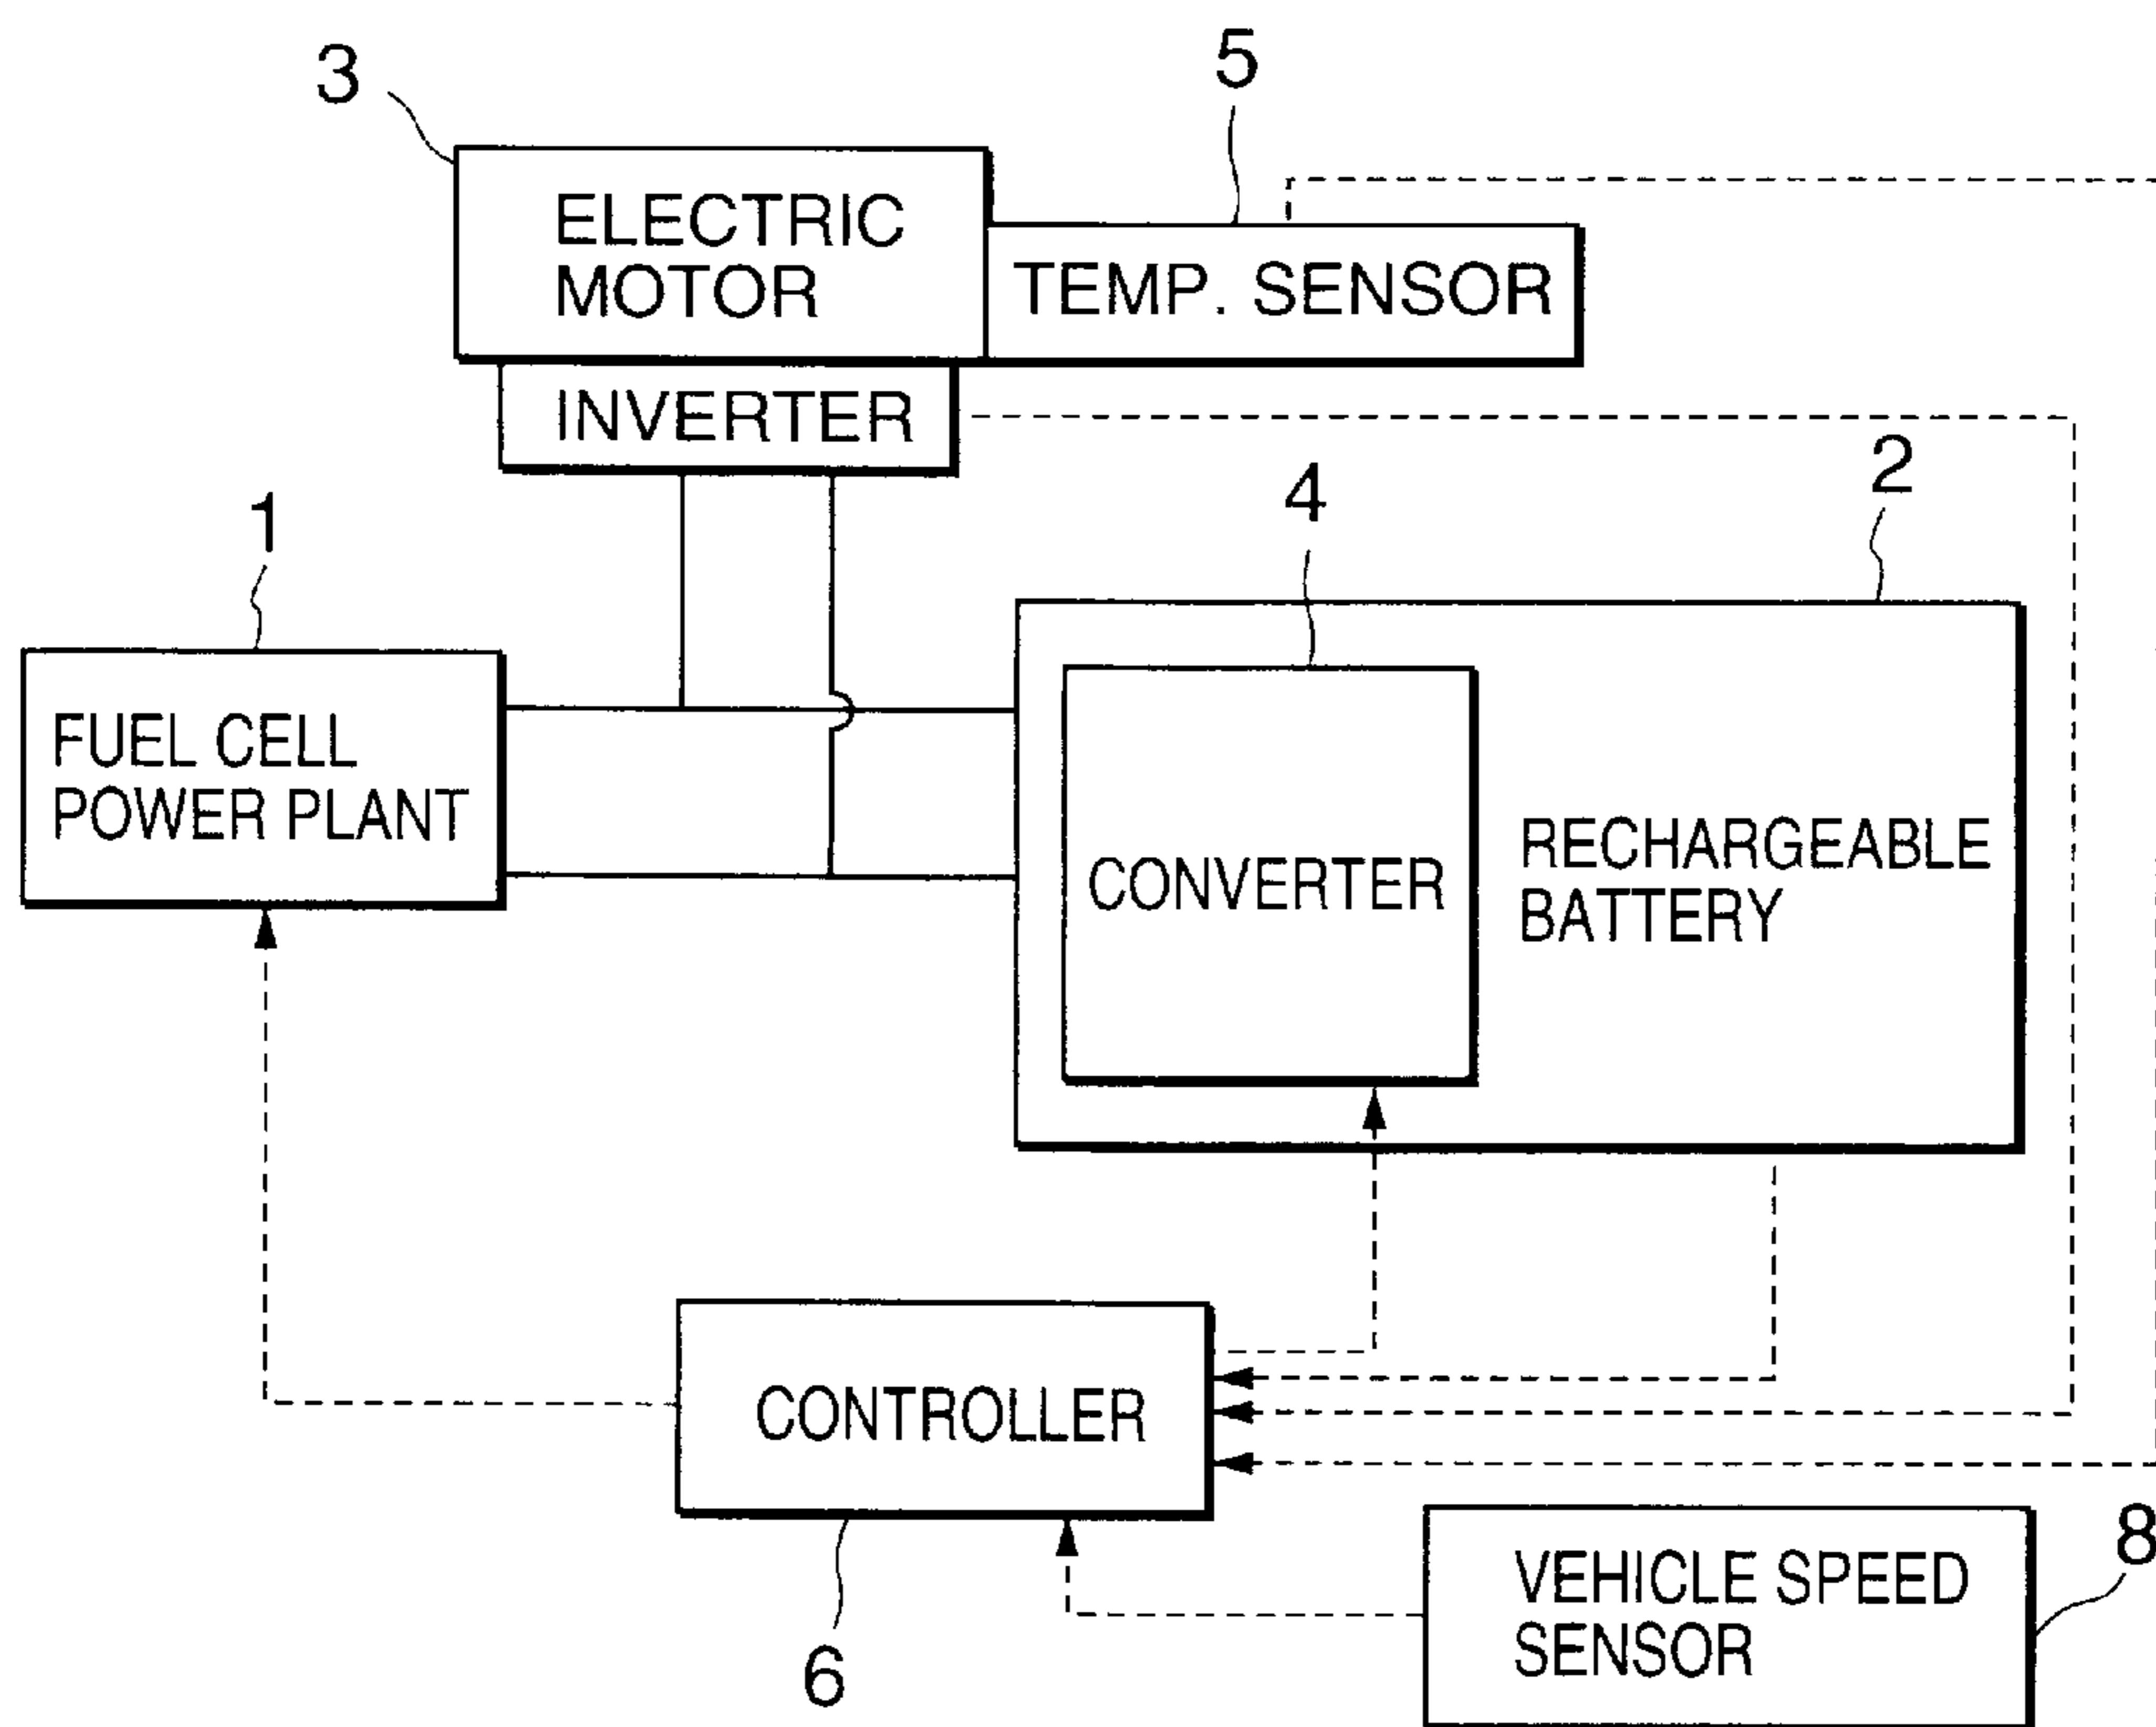 3
5
ELECTRIC
MOTOR
TEMP. SENSOR
INVERTER
2
4
1
FUEL CELL
POWER PLANT
CONVERTER
RECHARGEABLE
BATTERY
CONTROLLER
6
VEHICLE SPEED
SENSOR
8